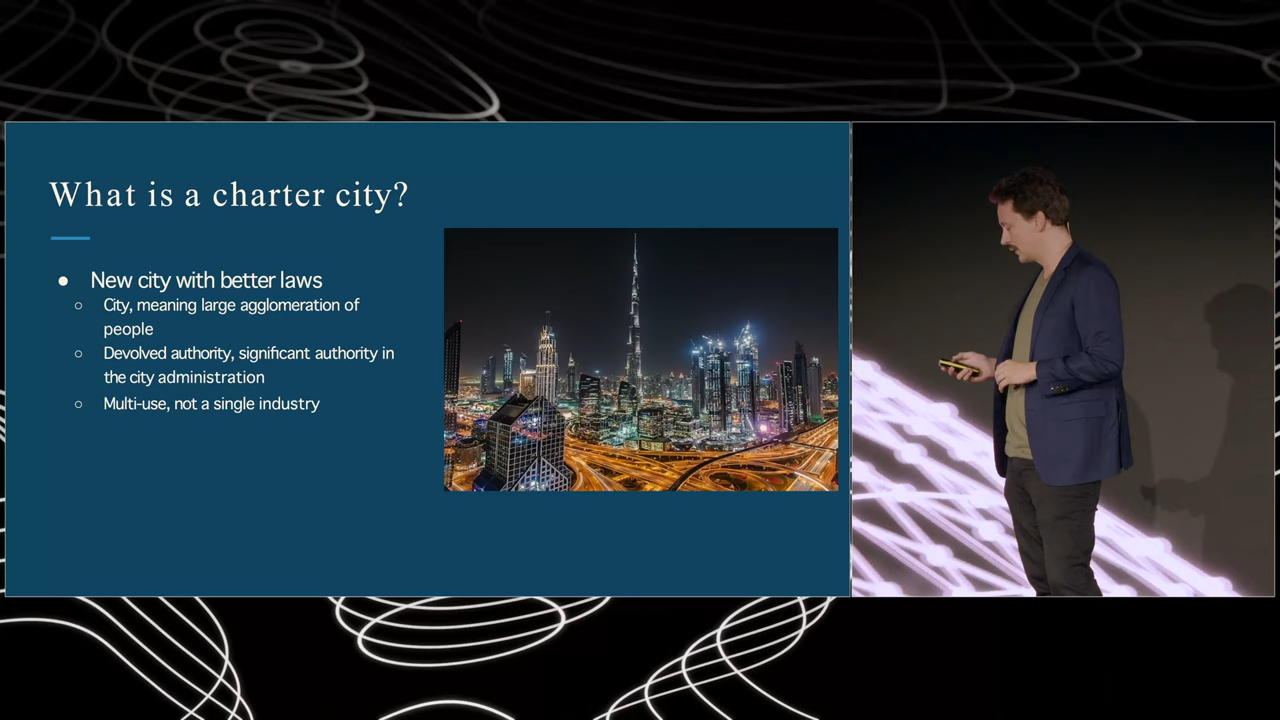 What is a charter city?
● New city with better laws
○ City, meaning large agglomeration of
people
○ Devolved authority, significant authority in
the city administration
○ Multi-use, not a single industry